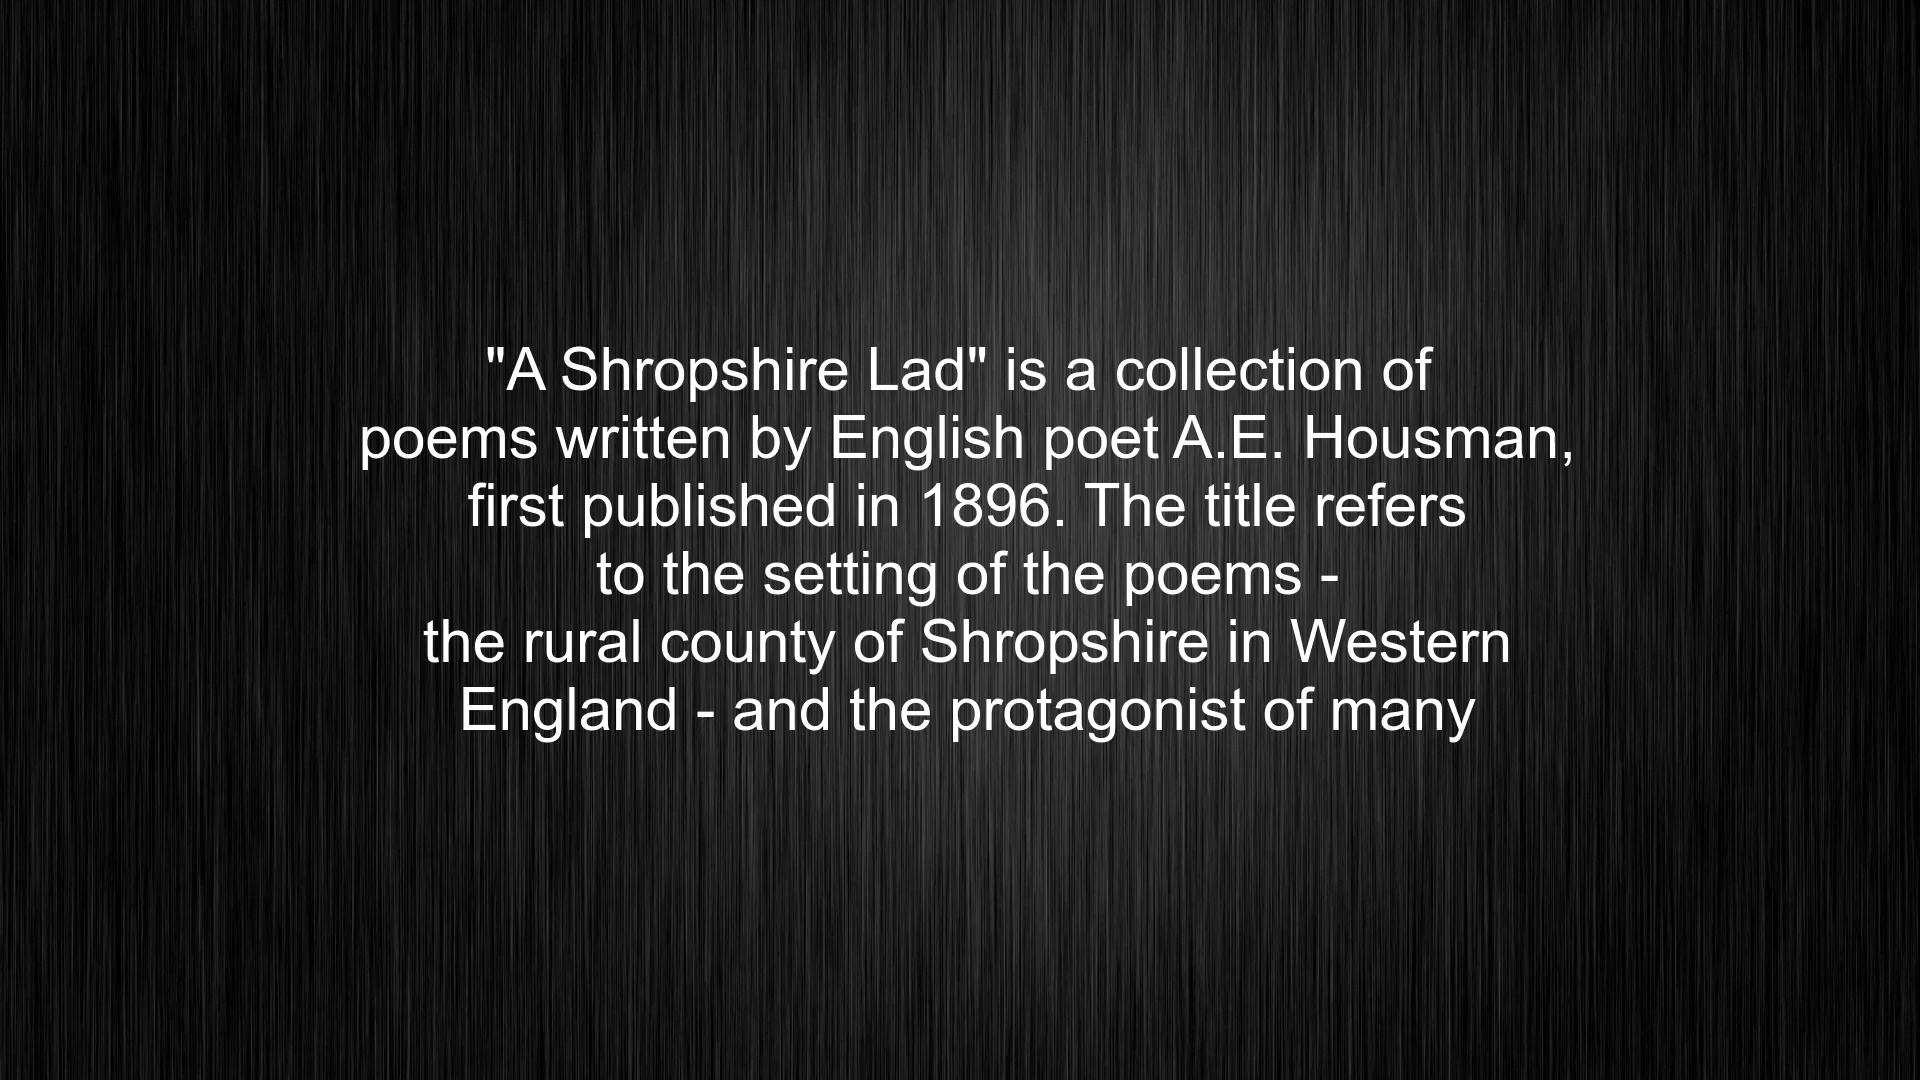 "A Shropshire Lad" is a collection of
poems written by English poet A.E. Housman,
first published in 1896. The title refers
to the setting of the poems -
the rural county of Shropshire in Western
England - and the protagonist of many